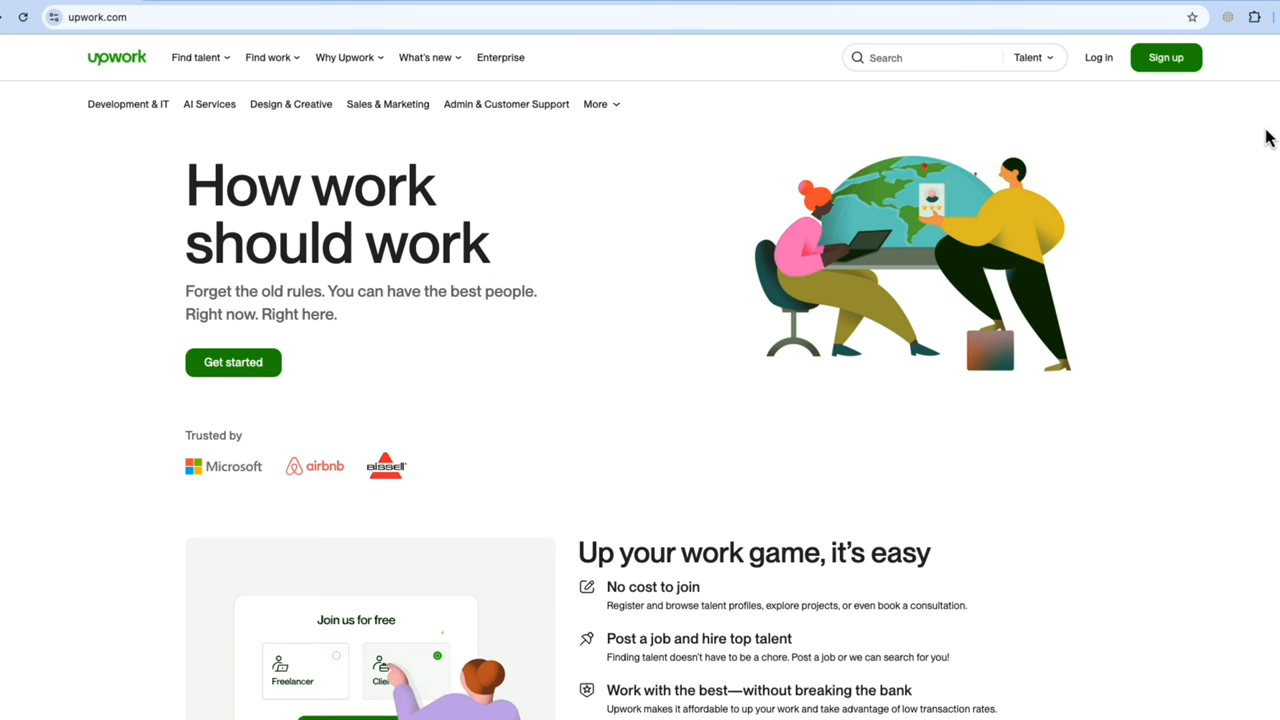 upwork.com
upwork
Find talent
Find work
Why Upwork
What's new
Enterprise
Search
Talent
Log in
Sign up
Development & IT
AI Services
Design & Creative
Sales & Marketing
Admin & Customer Support
More
How work
should work
Forget the old rules. You can have the best people.
Right now. Right here.
Get started
Trusted by
Microsoft
airbnb
BISSELL
Up your work game, it's easy
No cost to join
Register and browse talent profiles, explore projects, or even book a consultation.
Post a job and hire top talent
Finding talent doesn't have to be a chore. Post a job or we can search for you!
Work with the best—without breaking the bank
Upwork makes it affordable to up your work and take advantage of low transaction rates.
Join us for free
Freelancer